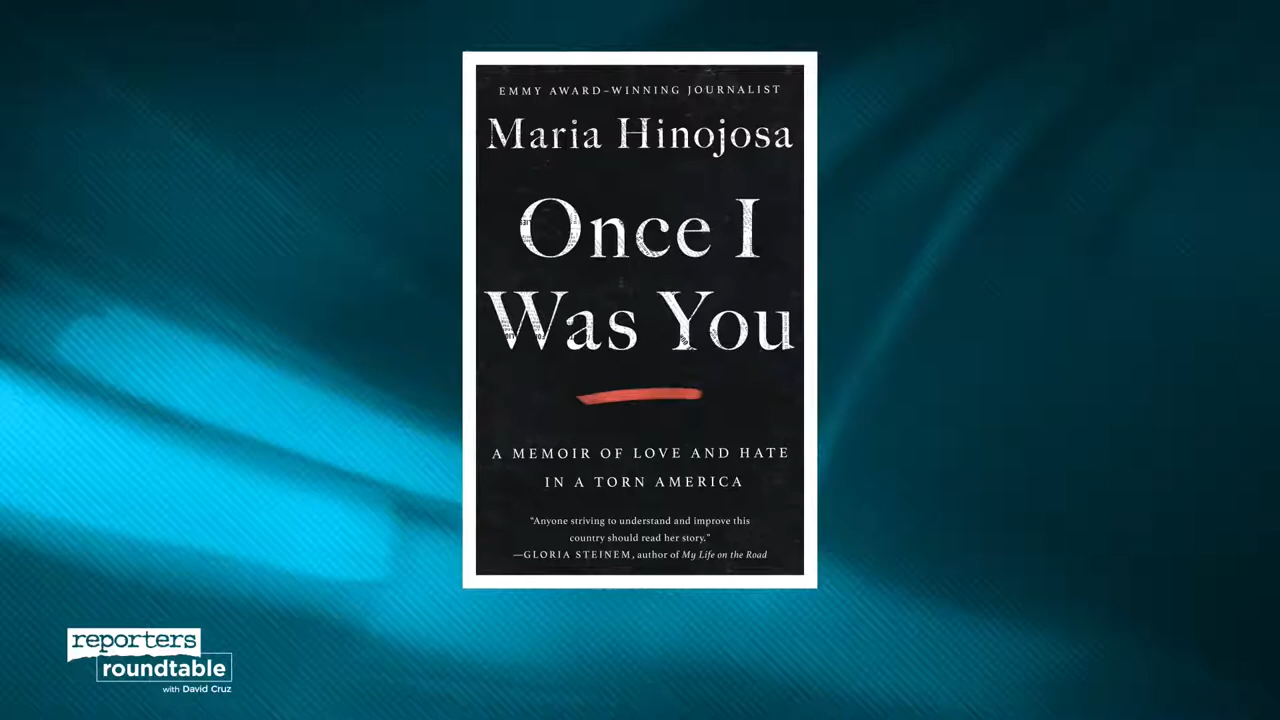 EMMY AWARD-WINNING JOURNALIST
Maria Hinojosa
Once I
Was You
A MEMOIR OF LOVE AND HATE
IN A TORN AMERICA
“Anyone striving to understand and improve this
country should read her story.”
—GLORIA STEINEM, author of My Life on the Road
reporters
roundtable
with David Cruz